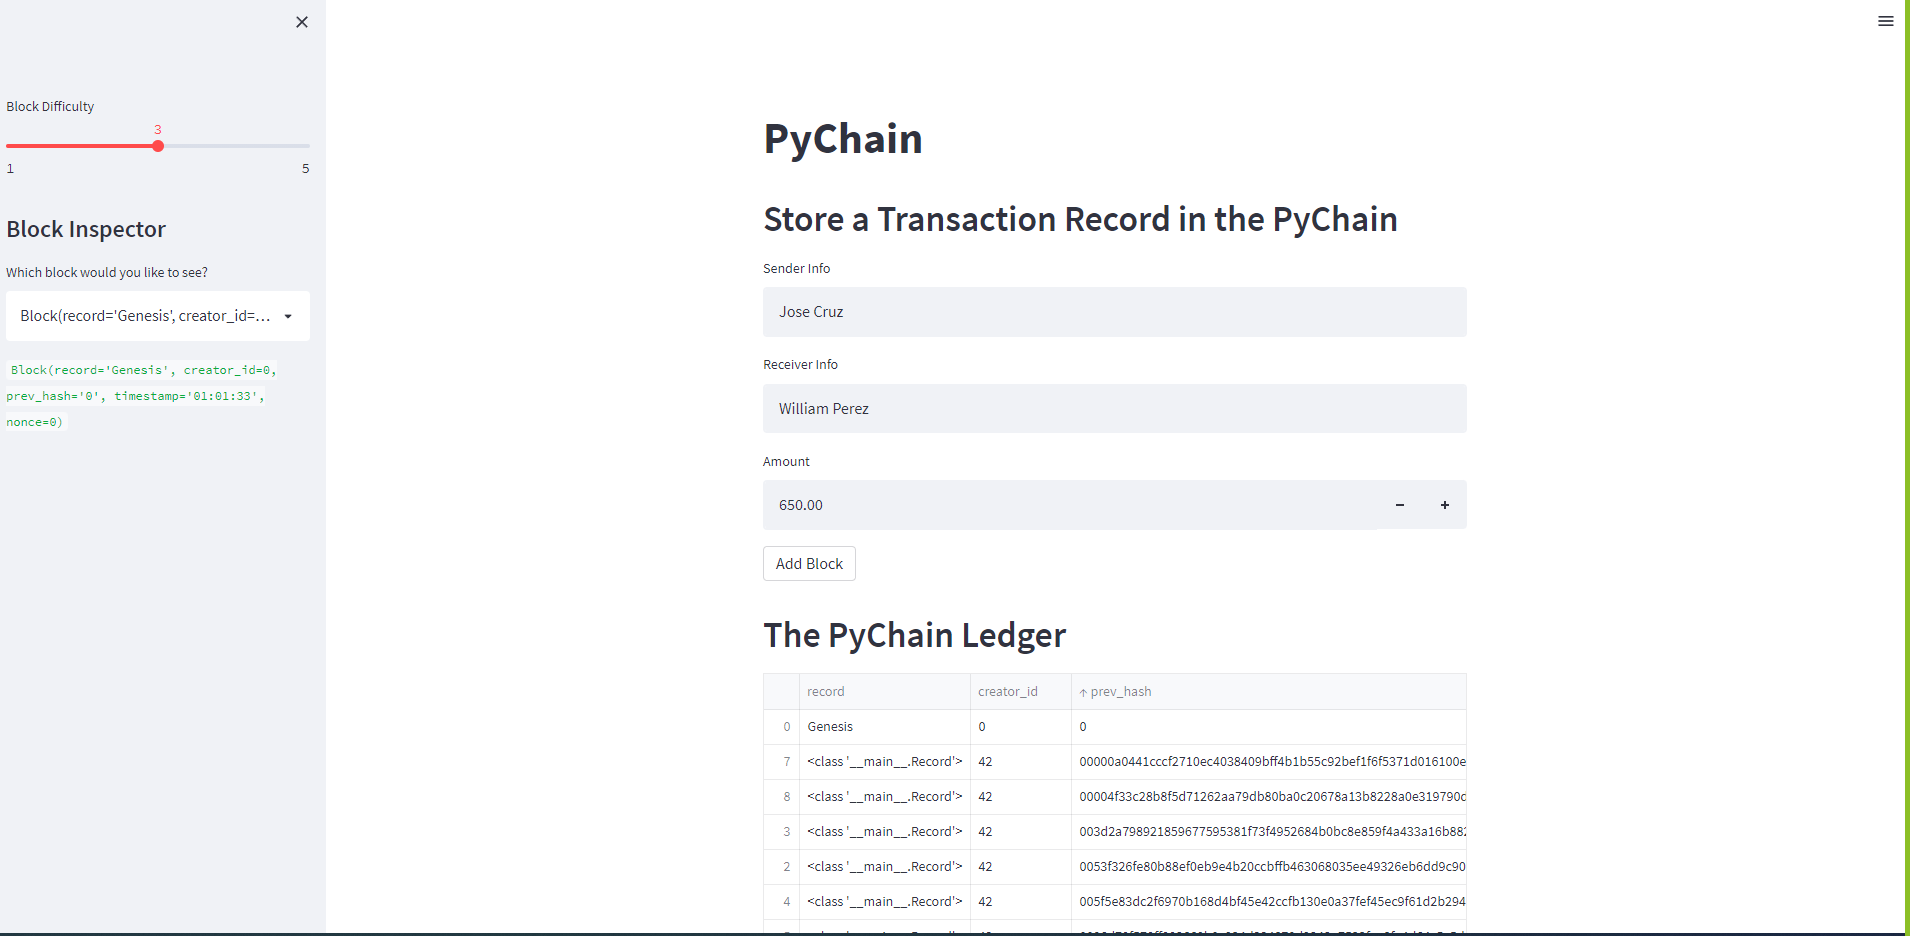 Block Difficulty
3
1 5
Block Inspector
Which block would you like to see?
Block(record='Genesis', creator_id=...
Block(record='Genesis', creator_id=0,
prev_hash='0', timestamp='01:01:33',
nonce=0)
PyChain
Store a Transaction Record in the PyChain
Sender Info
Jose Cruz
Receiver Info
William Perez
Amount
650.00
Add Block
The PyChain Ledger
record creator_id ↑ prev_hash
0 Genesis 0 0
7 <class '__main__.Record'> 42 00000a0441cccf2710ec4038409bff4b1b55c92bef1f6f5371d016100e
8 <class '__main__.Record'> 42 00004f33c28b8f5d71262aa79db80ba0c20678a13b8228a0e319790c
3 <class '__main__.Record'> 42 003d2a798921859677595381f73f4952684b0bc8e859f4a433a16b882
2 <class '__main__.Record'> 42 0053f326fe80b88ef0eb9e4b20ccbffb463068035ee49326eb6dd9c90
4 <class '__main__.Record'> 42 005f5e83dc2f6970b168d4bf45e42ccfb130e0a37fef45ec9f61d2b294